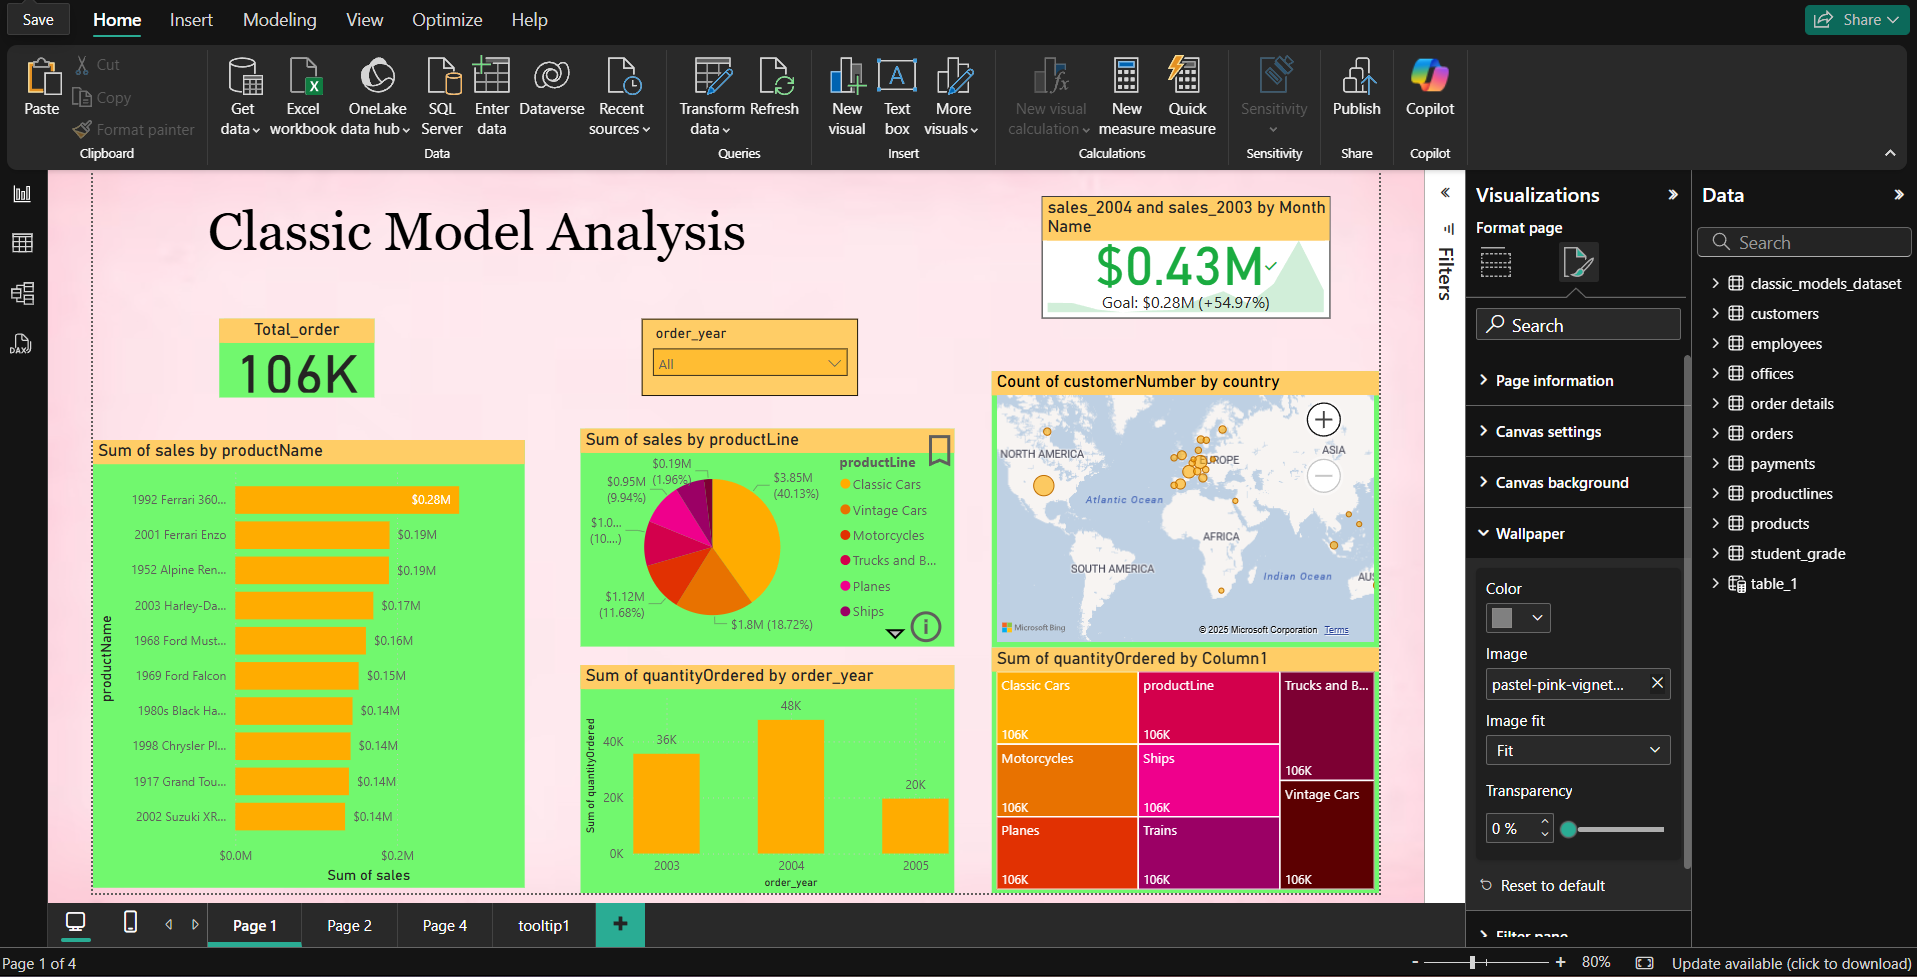 Save
Home
Insert
Modeling
View
Optimize
Help
Share
Paste
Cut
Copy
Format painter
Clipboard
Get data
Excel workbook
OneLake data hub
SQL Server
Enter data
Dataverse
Recent sources
Data
Transform data
Refresh
Queries
New visual
Text box
More visuals
Insert
New visual calculation
New measure
Quick measure
Calculations
Sensitivity
Sensitivity
Publish
Share
Copilot
Copilot
Classic Model Analysis
sales_2004 and sales_2003 by Month
Name
$0.43M
Goal: $0.28M (+54.97%)
Total_order
106K
order_year
All
Sum of sales by productName
productName
1992 Ferrari 360...
$0.28M
2001 Ferrari Enzo
$0.19M
1952 Alpine Ren...
$0.19M
2003 Harley-Da...
$0.17M
1968 Ford Must...
$0.16M
1969 Ford Falcon
$0.15M
1980s Black Ha...
$0.14M
1998 Chrysler Pl...
$0.14M
1917 Grand Tou...
$0.14M
2002 Suzuki XR...
$0.14M
$0.0M
$0.2M
Sum of sales
Sum of sales by productLine
$0.19M
(1.96%)
$0.95M
(9.94%)
$1.0...
(10....)
$1.12M
(11.68%)
$1.8M (18.72%)
$3.85M
(40.13%)
productLine
Classic Cars
Vintage Cars
Motorcycles
Trucks and B...
Planes
Ships
Sum of quantityOrdered by order_year
Sum of quantityOrdered
40K
20K
0K
36K
48K
20K
2003
2004
2005
order_year
Count of customerNumber by country
NORTH AMERICA
EUROPE
ASIA
Atlantic Ocean
AFRICA
SOUTH AMERICA
Indian Ocean
AUS
Microsoft Bing
© 2025 Microsoft Corporation
Terms
Sum of quantityOrdered by Column1
Classic Cars
106K
productLine
106K
Trucks and B...
106K
Motorcycles
106K
Ships
106K
Vintage Cars
106K
Planes
106K
Trains
106K
Filters
Visualizations
Format page
Search
Page information
Canvas settings
Canvas background
Wallpaper
Color
Image
pastel-pink-vignet...
Image fit
Fit
Transparency
0 %
Reset to default
Filter pane
Data
Search
classic_models_dataset
customers
employees
offices
order details
orders
payments
productlines
products
student_grade
table_1
DAX
Page 1
Page 2
Page 4
tooltip1
+
Page 1 of 4
- + 80%
Update available (click to download)